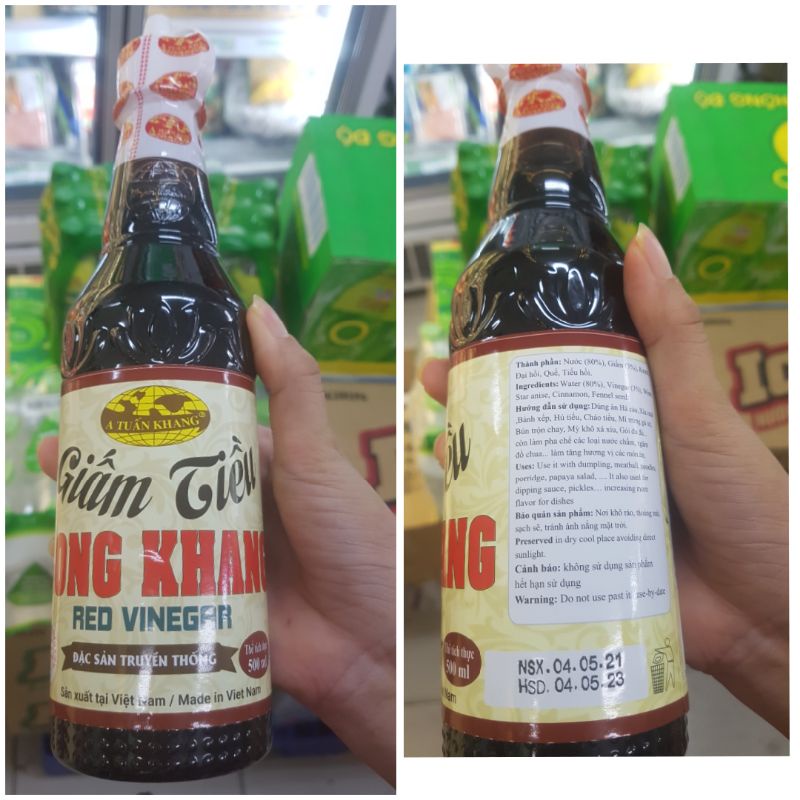 A TUẤN KHANG®
Giấm Tiều
ONG KHANG
RED VINEGAR
ĐẶC SẢN TRUYỀN THỐNG
Thể tích thực
500 ml
Sản xuất tại Việt Nam / Made in Viet Nam
Thành phần: Nước (80%), Giấm
Đại hồi, Quế, Tiểu hồi.
Ingredients: Water (80%), Vinegar
Star anise, Cinnamon, Fennel seed
Hướng dẫn sử dụng: Dùng ăn Há cảo,
,Bánh xếp, Hủ tiếu, Cháo tiều, Mì
Bún trộn chay, Mỳ khô xá xíu, Gỏi
còn làm pha chế các loại nước chấm, ngâm
đồ chua... làm tăng hương vị các món ăn.
Uses: Use it with dumpling, meatball, noodles
porridge, papaya salad, ... It also used for
dipping sauce, pickles... increasing more
flavor for dishes
Bảo quản sản phẩm: Nơi khô ráo, thoáng mát
sạch sẽ, tránh ánh nắng mặt trời.
Preserved in dry cool place avoiding direct
sunlight.
Cảnh báo: không sử dụng sản phẩm
hết hạn sử dụng
Warning: Do not use past it use-by-date
ều
ANG
Thể tích thực
500 ml
NSX. 04.05.21
HSD. 04.05.23
Nam